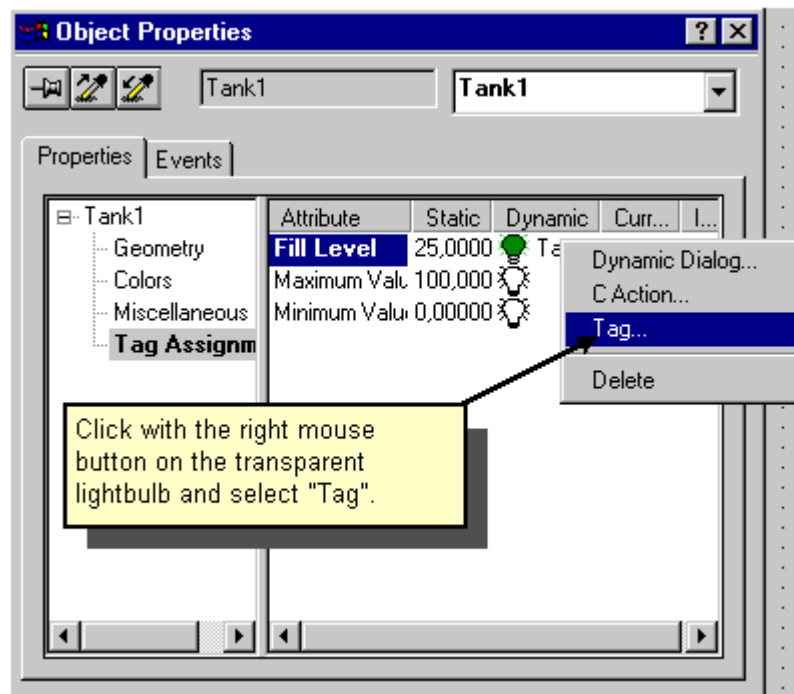 Object Properties
Tank1 Tank1
Properties Events
Tank1
Geometry
Colors
Miscellaneous
Tag Assignm
Attribute Static Dynamic Curr... I...
Fill Level 25,0000 Ta
Maximum Valu 100,000
Minimum Valu 0,00000
Dynamic Dialog...
C Action...
Tag...
Delete
Click with the right mouse
button on the transparent
lightbulb and select "Tag".